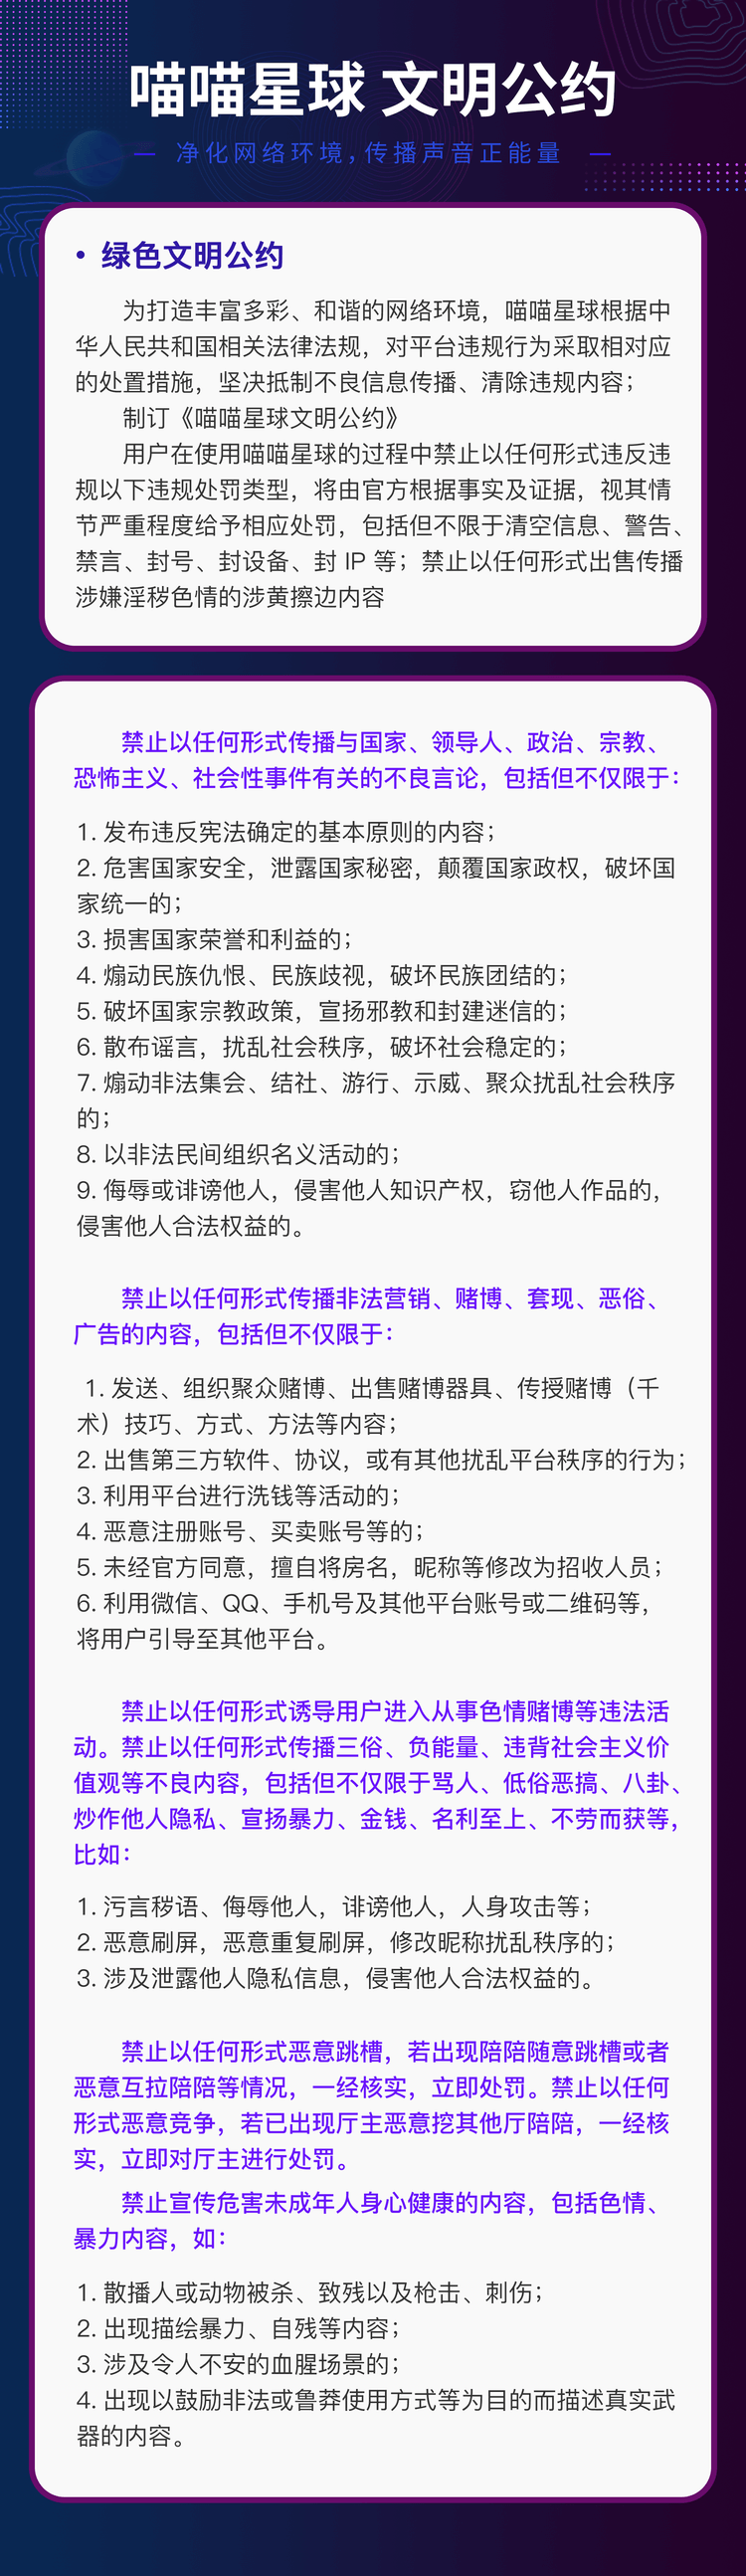 喵喵星球 文明公约
— 净化网络环境,传播声音正能量 —
• 绿色文明公约
为打造丰富多彩、和谐的网络环境，喵喵星球根据中
华人民共和国相关法律法规，对平台违规行为采取相对应
的处置措施，坚决抵制不良信息传播、清除违规内容；
制订《喵喵星球文明公约》
用户在使用喵喵星球的过程中禁止以任何形式违反违
规以下违规处罚类型，将由官方根据事实及证据，视其情
节严重程度给予相应处罚，包括但不限于清空信息、警告、
禁言、封号、封设备、封 IP 等；禁止以任何形式出售传播
涉嫌淫秽色情的涉黄擦边内容
禁止以任何形式传播与国家、领导人、政治、宗教、
恐怖主义、社会性事件有关的不良言论，包括但不仅限于：
1. 发布违反宪法确定的基本原则的内容；
2. 危害国家安全，泄露国家秘密，颠覆国家政权，破坏国
家统一的；
3. 损害国家荣誉和利益的；
4. 煽动民族仇恨、民族歧视，破坏民族团结的；
5. 破坏国家宗教政策，宣扬邪教和封建迷信的；
6. 散布谣言，扰乱社会秩序，破坏社会稳定的；
7. 煽动非法集会、结社、游行、示威、聚众扰乱社会秩序
的；
8. 以非法民间组织名义活动的；
9. 侮辱或诽谤他人，侵害他人知识产权，窃他人作品的，
侵害他人合法权益的。
禁止以任何形式传播非法营销、赌博、套现、恶俗、
广告的内容，包括但不仅限于：
1. 发送、组织聚众赌博、出售赌博器具、传授赌博（千
术）技巧、方式、方法等内容；
2. 出售第三方软件、协议，或有其他扰乱平台秩序的行为；
3. 利用平台进行洗钱等活动的；
4. 恶意注册账号、买卖账号等的；
5. 未经官方同意，擅自将房名，昵称等修改为招收人员；
6. 利用微信、QQ、手机号及其他平台账号或二维码等，
将用户引导至其他平台。
禁止以任何形式诱导用户进入从事色情赌博等违法活
动。禁止以任何形式传播三俗、负能量、违背社会主义价
值观等不良内容，包括但不仅限于骂人、低俗恶搞、八卦、
炒作他人隐私、宣扬暴力、金钱、名利至上、不劳而获等，
比如：
1. 污言秽语、侮辱他人，诽谤他人，人身攻击等；
2. 恶意刷屏，恶意重复刷屏，修改昵称扰乱秩序的；
3. 涉及泄露他人隐私信息，侵害他人合法权益的。
禁止以任何形式恶意跳槽，若出现陪陪随意跳槽或者
恶意互拉陪陪等情况，一经核实，立即处罚。禁止以任何
形式恶意竞争，若已出现厅主恶意挖其他厅陪陪，一经核
实，立即对厅主进行处罚。
禁止宣传危害未成年人身心健康的内容，包括色情、
暴力内容，如：
1. 散播人或动物被杀、致残以及枪击、刺伤；
2. 出现描绘暴力、自残等内容；
3. 涉及令人不安的血腥场景的；
4. 出现以鼓励非法或鲁莽使用方式等为目的而描述真实武
器的内容。